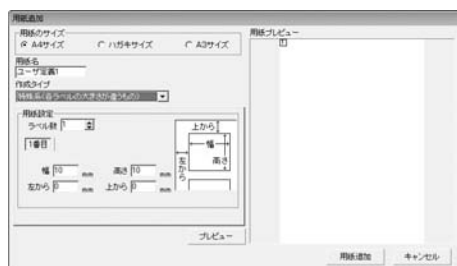 用紙追加
用紙のサイズ
A4サイズ ハガキサイズ A3サイズ
用紙名
ユーザ定義1
作成タイプ
特殊系(各ラベルの大きさが違うもの)
用紙設定
ラベル数 1
1番目
幅 10 mm 高さ 10 mm
左から 0 mm 上から 0 mm
上から
幅
左から
高さ
プレビュー
用紙プレビュー
1
用紙追加 キャンセル